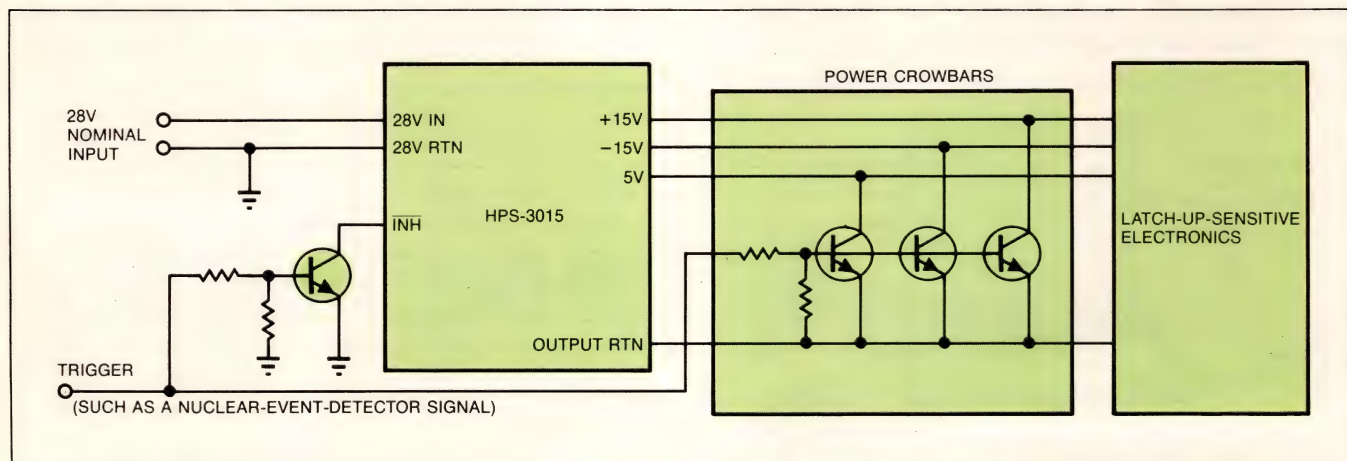 POWER CROWBARS
28V
NOMINAL
INPUT
28V IN
28V RTN
INH
HPS-3015
+15V
−15V
5V
OUTPUT RTN
LATCH-UP-SENSITIVE
ELECTRONICS
TRIGGER
(SUCH AS A NUCLEAR-EVENT-DETECTOR SIGNAL)